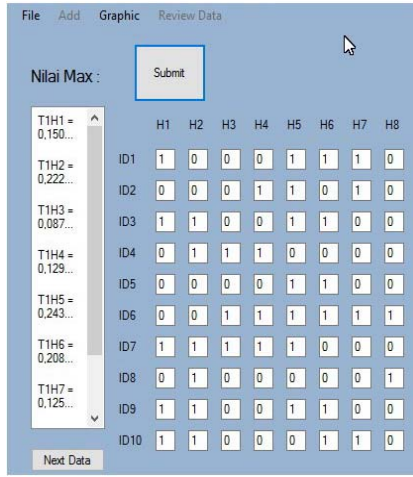 File Add Graphic Review Data
Nilai Max : Submit
T1H1 =
0,150...
T1H2 =
0,222...
T1H3 =
0,087...
T1H4 =
0,129...
T1H5 =
0,243...
T1H6 =
0,208...
T1H7 =
0,125...
Next Data
H1 H2 H3 H4 H5 H6 H7 H8
ID1 1 0 0 0 1 1 1 0
ID2 0 0 0 1 1 0 1 0
ID3 1 1 0 0 1 1 0 0
ID4 0 1 1 1 0 0 0 0
ID5 0 0 0 0 1 1 0 0
ID6 0 0 1 1 1 1 1 1
ID7 1 1 1 1 1 0 0 0
ID8 0 1 0 0 0 0 0 1
ID9 1 1 0 0 1 1 0 0
ID10 1 1 0 0 0 1 1 0